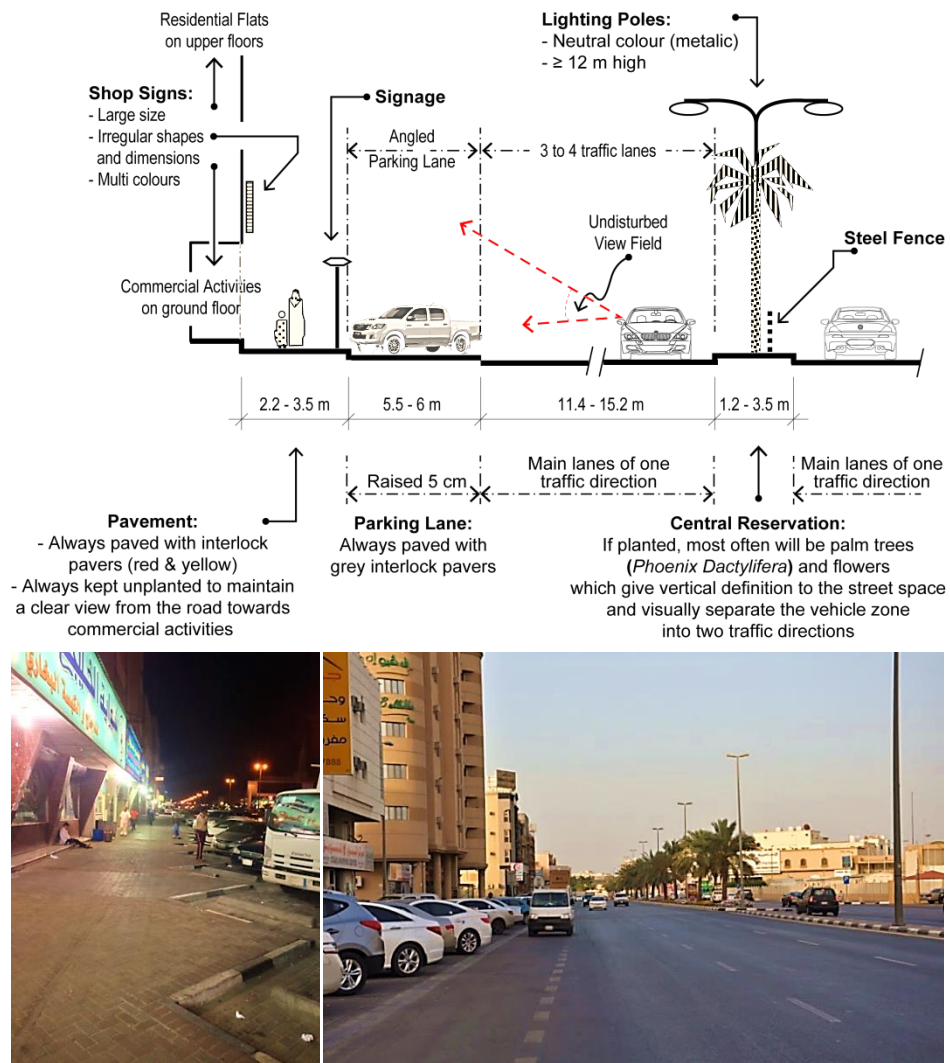 Residential Flats
on upper floors
Shop Signs:
- Large size
- Irregular shapes
and dimensions
- Multi colours
Commercial Activities
on ground floor
Signage
Angled
Parking Lane
3 to 4 traffic lanes
Lighting Poles:
- Neutral colour (metalic)
- ≥ 12 m high
Undisturbed
View Field
Steel Fence
2.2 - 3.5 m
5.5 - 6 m
11.4 - 15.2 m
1.2 - 3.5 m
Raised 5 cm
Main lanes of one
traffic direction
Main lanes of one
traffic direction
Pavement:
- Always paved with interlock
pavers (red & yellow)
- Always kept unplanted to maintain
a clear view from the road towards
commercial activities
Parking Lane:
Always paved with
grey interlock pavers
Central Reservation:
If planted, most often will be palm trees
(Phoenix Dactylifera) and flowers
which give vertical definition to the street space
and visually separate the vehicle zone
into two traffic directions
7888